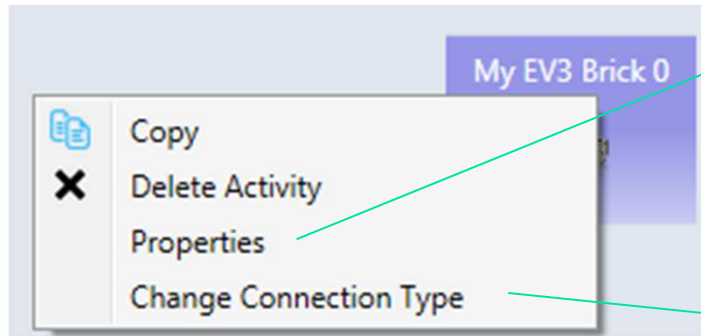 My EV3 Brick 0
Copy
Delete Activity
Properties
Change Connection Type